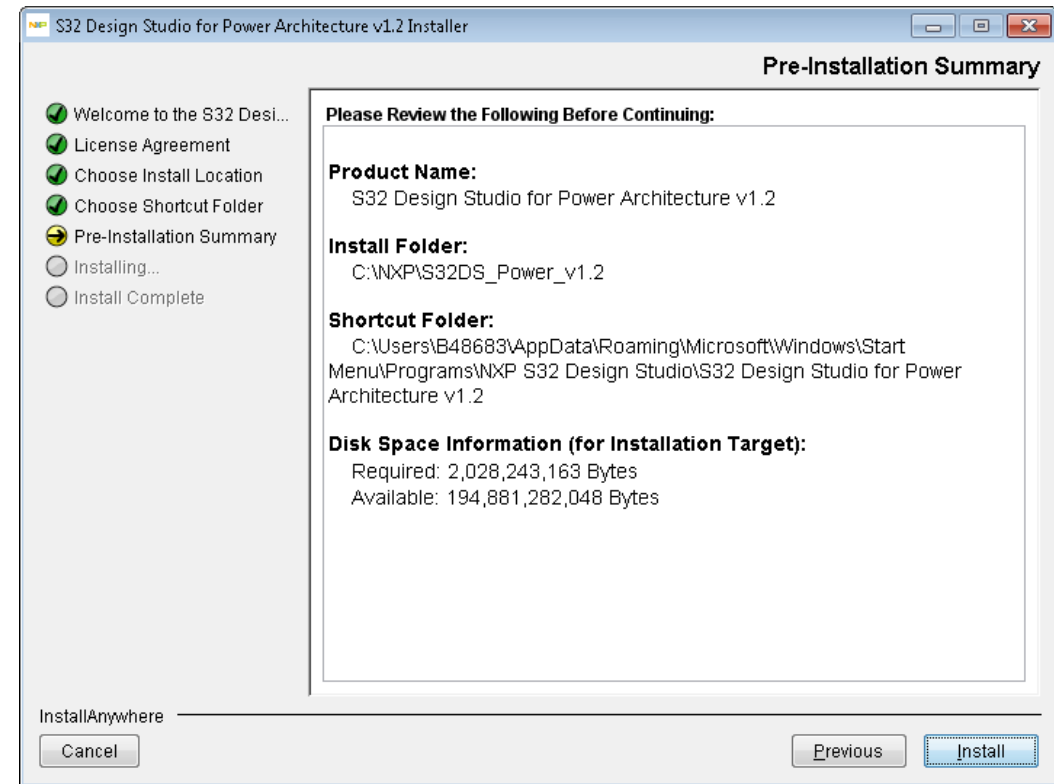 NXP S32 Design Studio for Power Architecture v1.2 Installer
Pre-Installation Summary
Welcome to the S32 Desi...
License Agreement
Choose Install Location
Choose Shortcut Folder
Pre-Installation Summary
Installing...
Install Complete
Please Review the Following Before Continuing:
Product Name:
S32 Design Studio for Power Architecture v1.2
Install Folder:
C:\NXP\S32DS_Power_v1.2
Shortcut Folder:
C:\Users\B48683\AppData\Roaming\Microsoft\Windows\Start
Menu\Programs\NXP S32 Design Studio\S32 Design Studio for Power
Architecture v1.2
Disk Space Information (for Installation Target):
Required: 2,028,243,163 Bytes
Available: 194,881,282,048 Bytes
InstallAnywhere
Cancel
Previous
Install